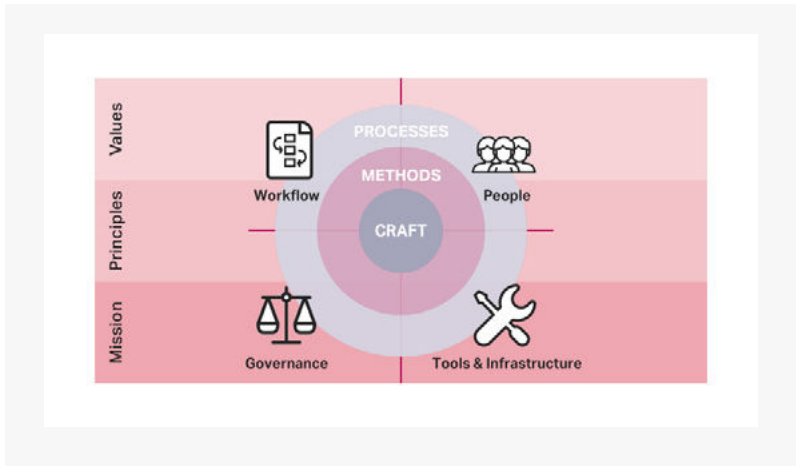 Values
PROCESSES
METHODS
Workflow
People
Principles
CRAFT
Mission
Governance
Tools & Infrastructure